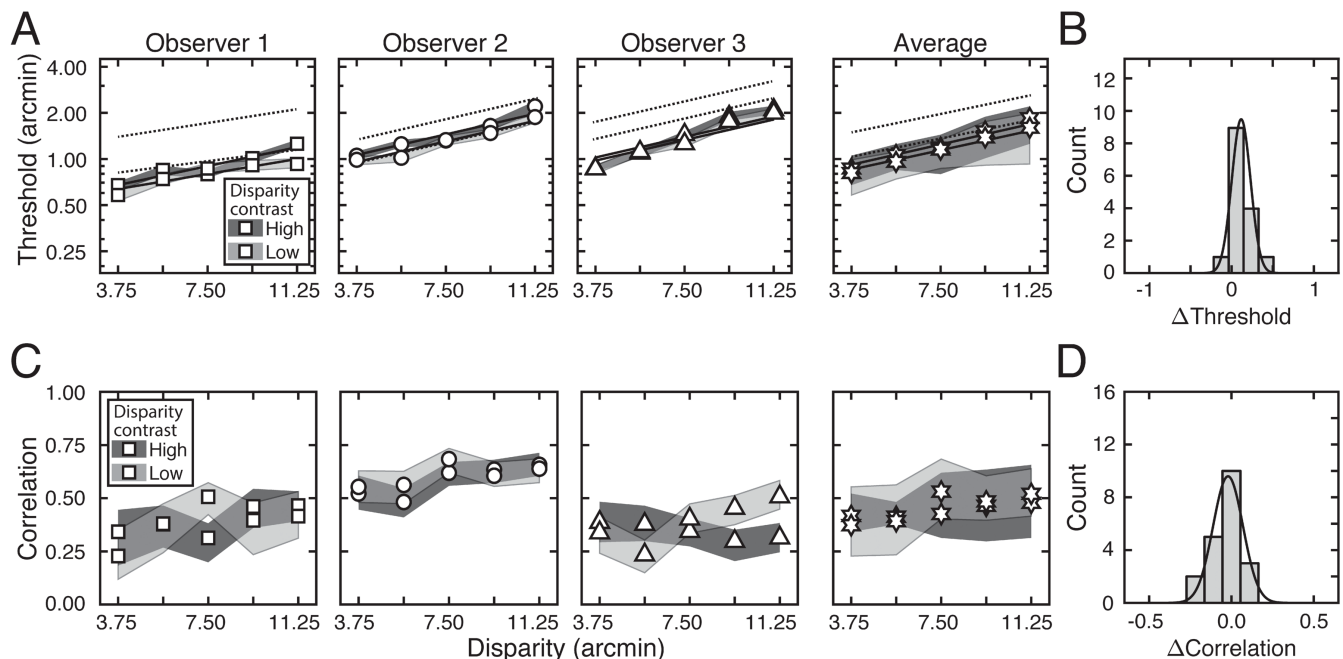 A
Observer 1
Observer 2
Observer 3
Average
B
Threshold (arcmin)
4.00
2.00
1.00
0.50
0.25
Disparity
contrast
High
Low
3.75 7.50 11.25
3.75 7.50 11.25
3.75 7.50 11.25
3.75 7.50 11.25
Count
12
10
8
6
4
2
0
-1 0 1
ΔThreshold
C
Correlation
1.00
0.75
0.50
0.25
0.00
Disparity
contrast
High
Low
3.75 7.50 11.25
3.75 7.50 11.25
3.75 7.50 11.25
3.75 7.50 11.25
Disparity (arcmin)
D
Count
16
12
8
4
0
-0.5 0.0 0.5
ΔCorrelation